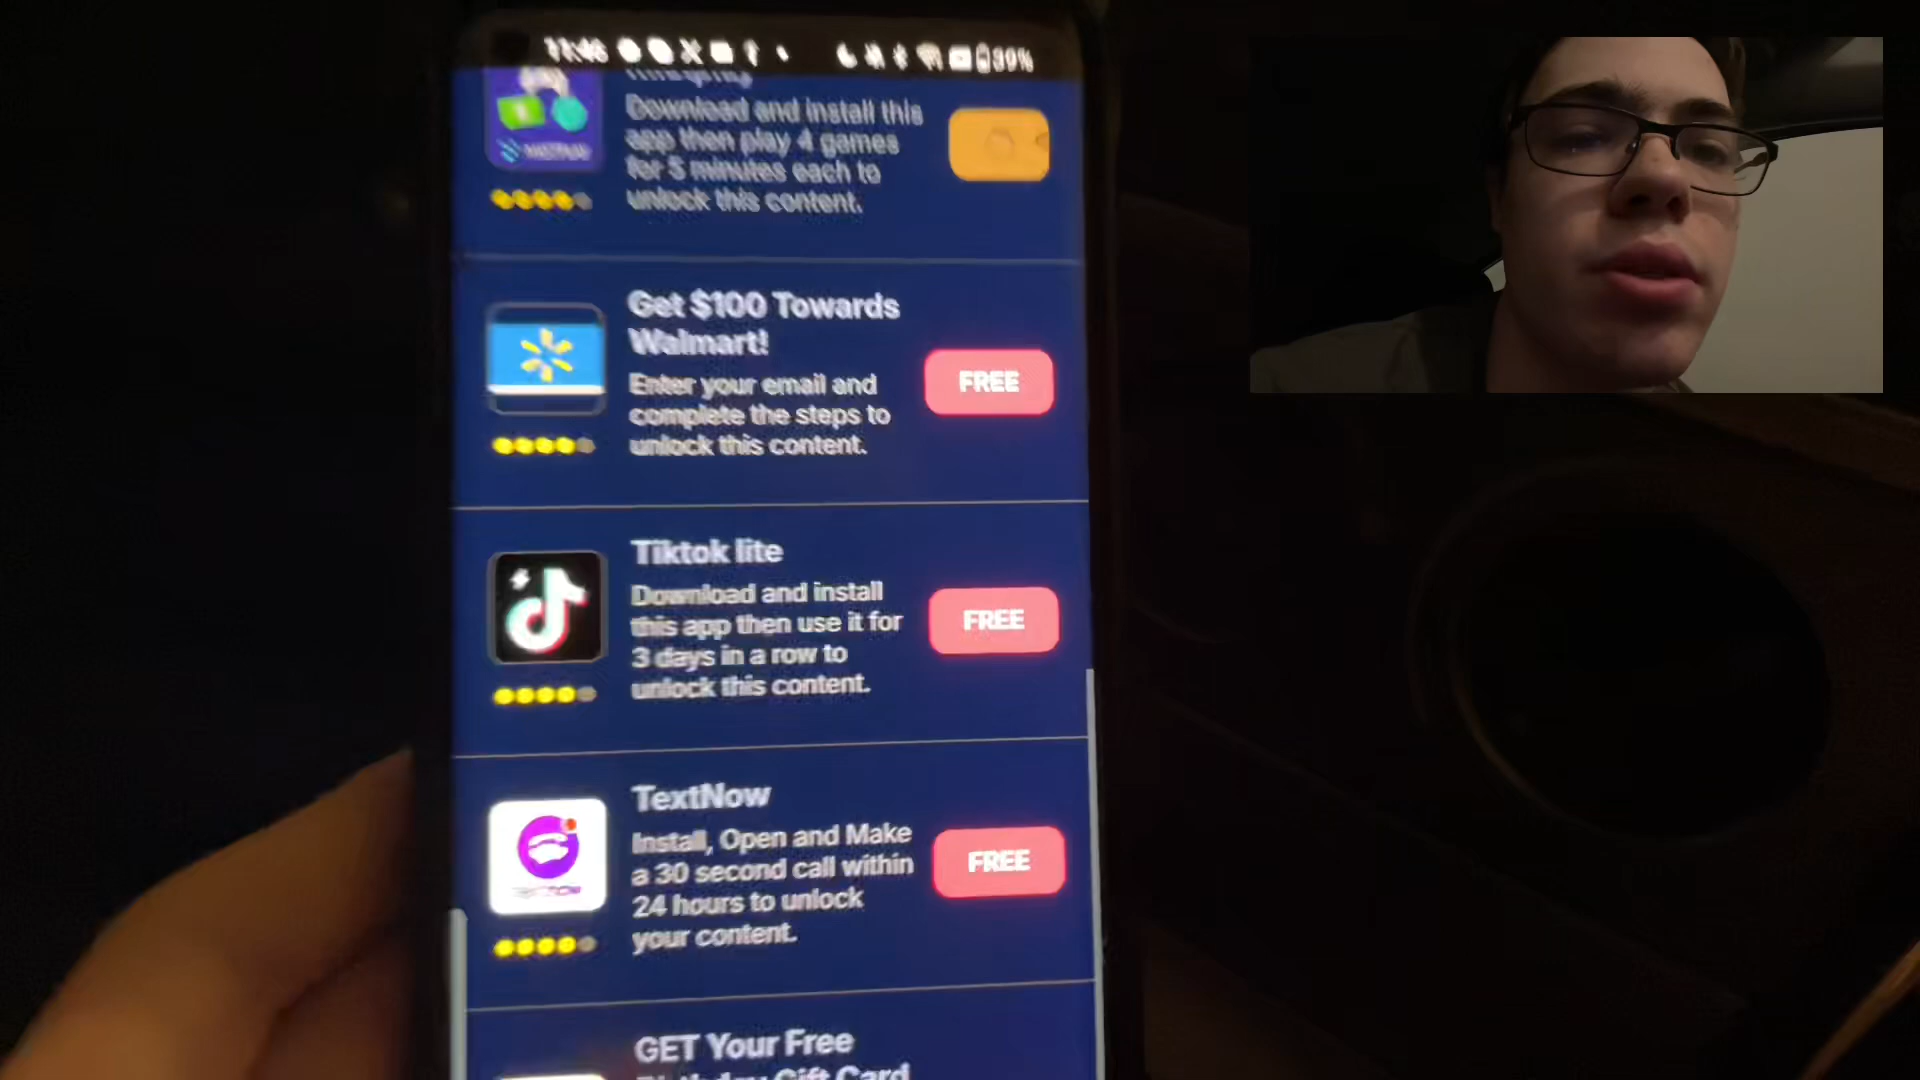 Download and install this
app then play 4 games
for 5 minutes each to
unlock this content.
Get $100 Towards
Walmart!
Enter your email and
complete the steps to
unlock this content.
FREE
Tiktok lite
Download and install
this app then use it for
3 days in a row to
unlock this content.
FREE
TextNow
Install, Open and Make
a 30 second call within
24 hours to unlock
your content.
FREE
GET Your Free
Birthday Gift Card